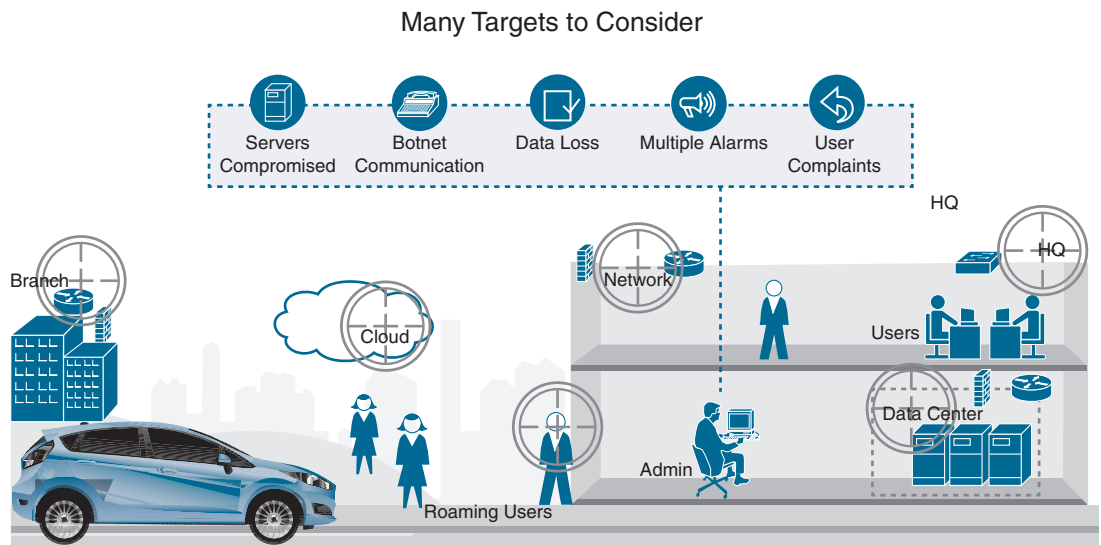 Many Targets to Consider
Servers
Compromised
Botnet
Communication
Data Loss
Multiple Alarms
User
Complaints
HQ
HQ
Branch
Network
Cloud
Users
Data Center
Admin
Roaming Users